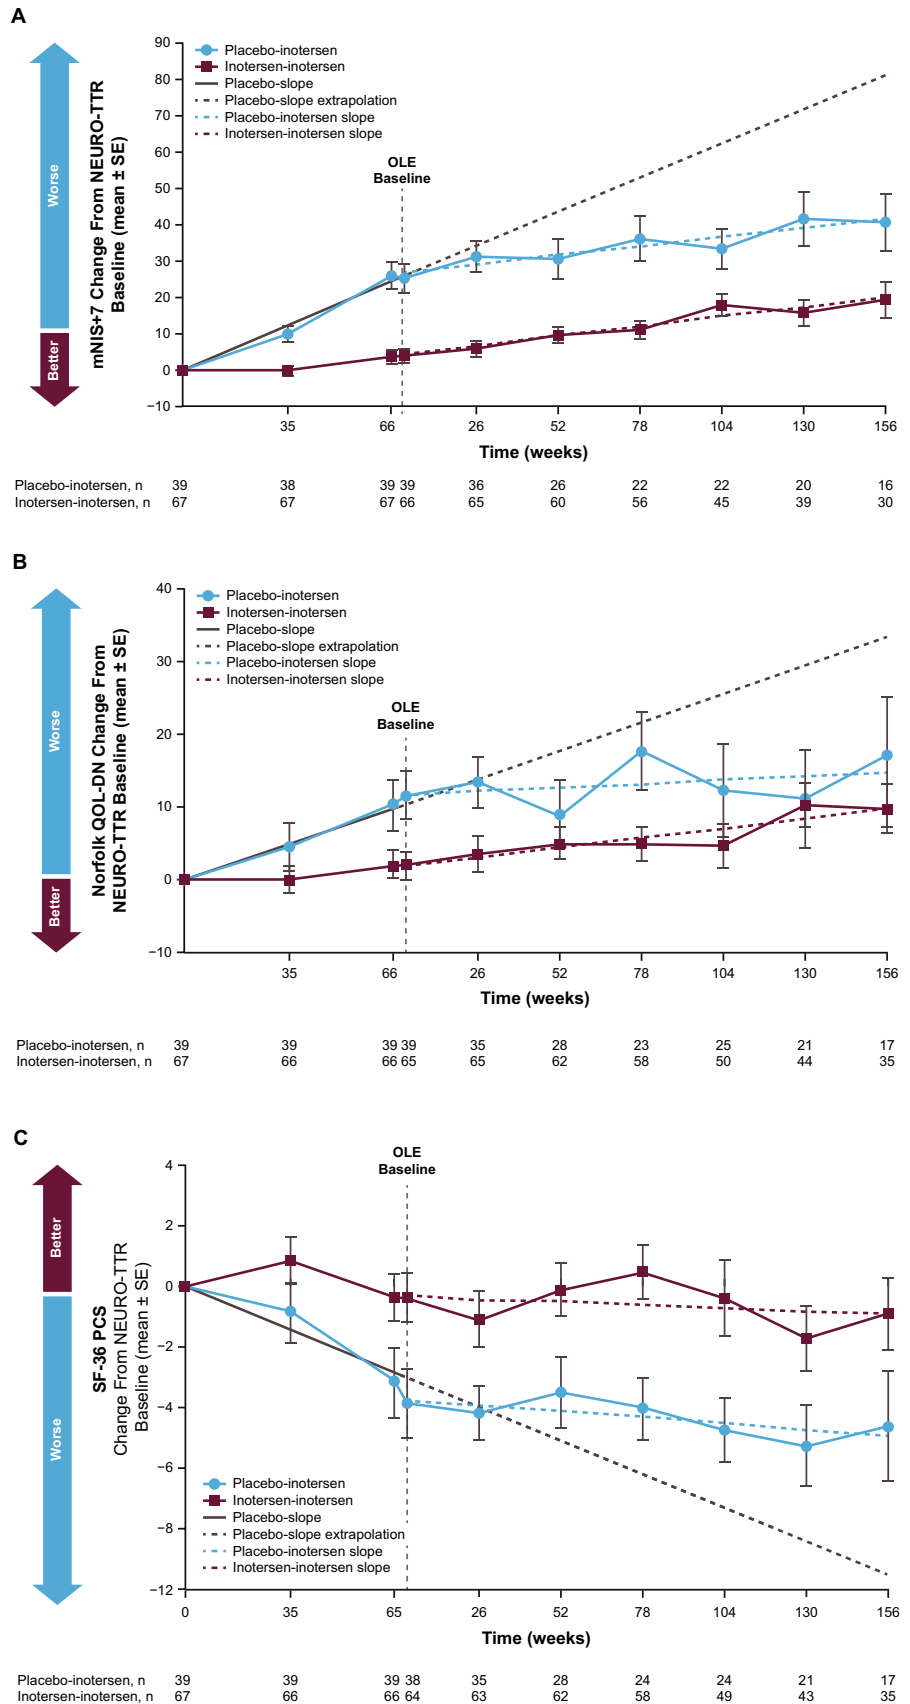 A
Worse
Better
mNIS+7 Change From NEURO-TTR
Baseline (mean ± SE)
90
80
70
60
50
40
30
20
10
0
−10
Placebo-inotersen
Inotersen-inotersen
Placebo-slope
Placebo-slope extrapolation
Placebo-inotersen slope
Inotersen-inotersen slope
OLE
Baseline
35 66 26 52 78 104 130 156
Time (weeks)
Placebo-inotersen, n 39 38 39 39 36 26 22 22 20 16
Inotersen-inotersen, n 67 67 67 66 65 60 56 45 39 30
B
Worse
Better
Norfolk QOL-DN Change From
NEURO-TTR Baseline (mean ± SE)
40
30
20
10
0
−10
Placebo-inotersen
Inotersen-inotersen
Placebo-slope
Placebo-slope extrapolation
Placebo-inotersen slope
Inotersen-inotersen slope
OLE
Baseline
35 66 26 52 78 104 130 156
Time (weeks)
Placebo-inotersen, n 39 39 39 39 35 28 23 25 21 17
Inotersen-inotersen, n 67 66 66 65 65 62 58 50 44 35
C
Better
Worse
SF-36 PCS
Change From NEURO-TTR
Baseline (mean ± SE)
4
2
0
−2
−4
−6
−8
−10
−12
OLE
Baseline
Placebo-inotersen
Inotersen-inotersen
Placebo-slope
Placebo-slope extrapolation
Placebo-inotersen slope
Inotersen-inotersen slope
0 35 65 26 52 78 104 130 156
Time (weeks)
Placebo-inotersen, n 39 39 39 38 35 28 24 24 21 17
Inotersen-inotersen, n 67 66 66 64 63 62 58 49 43 35